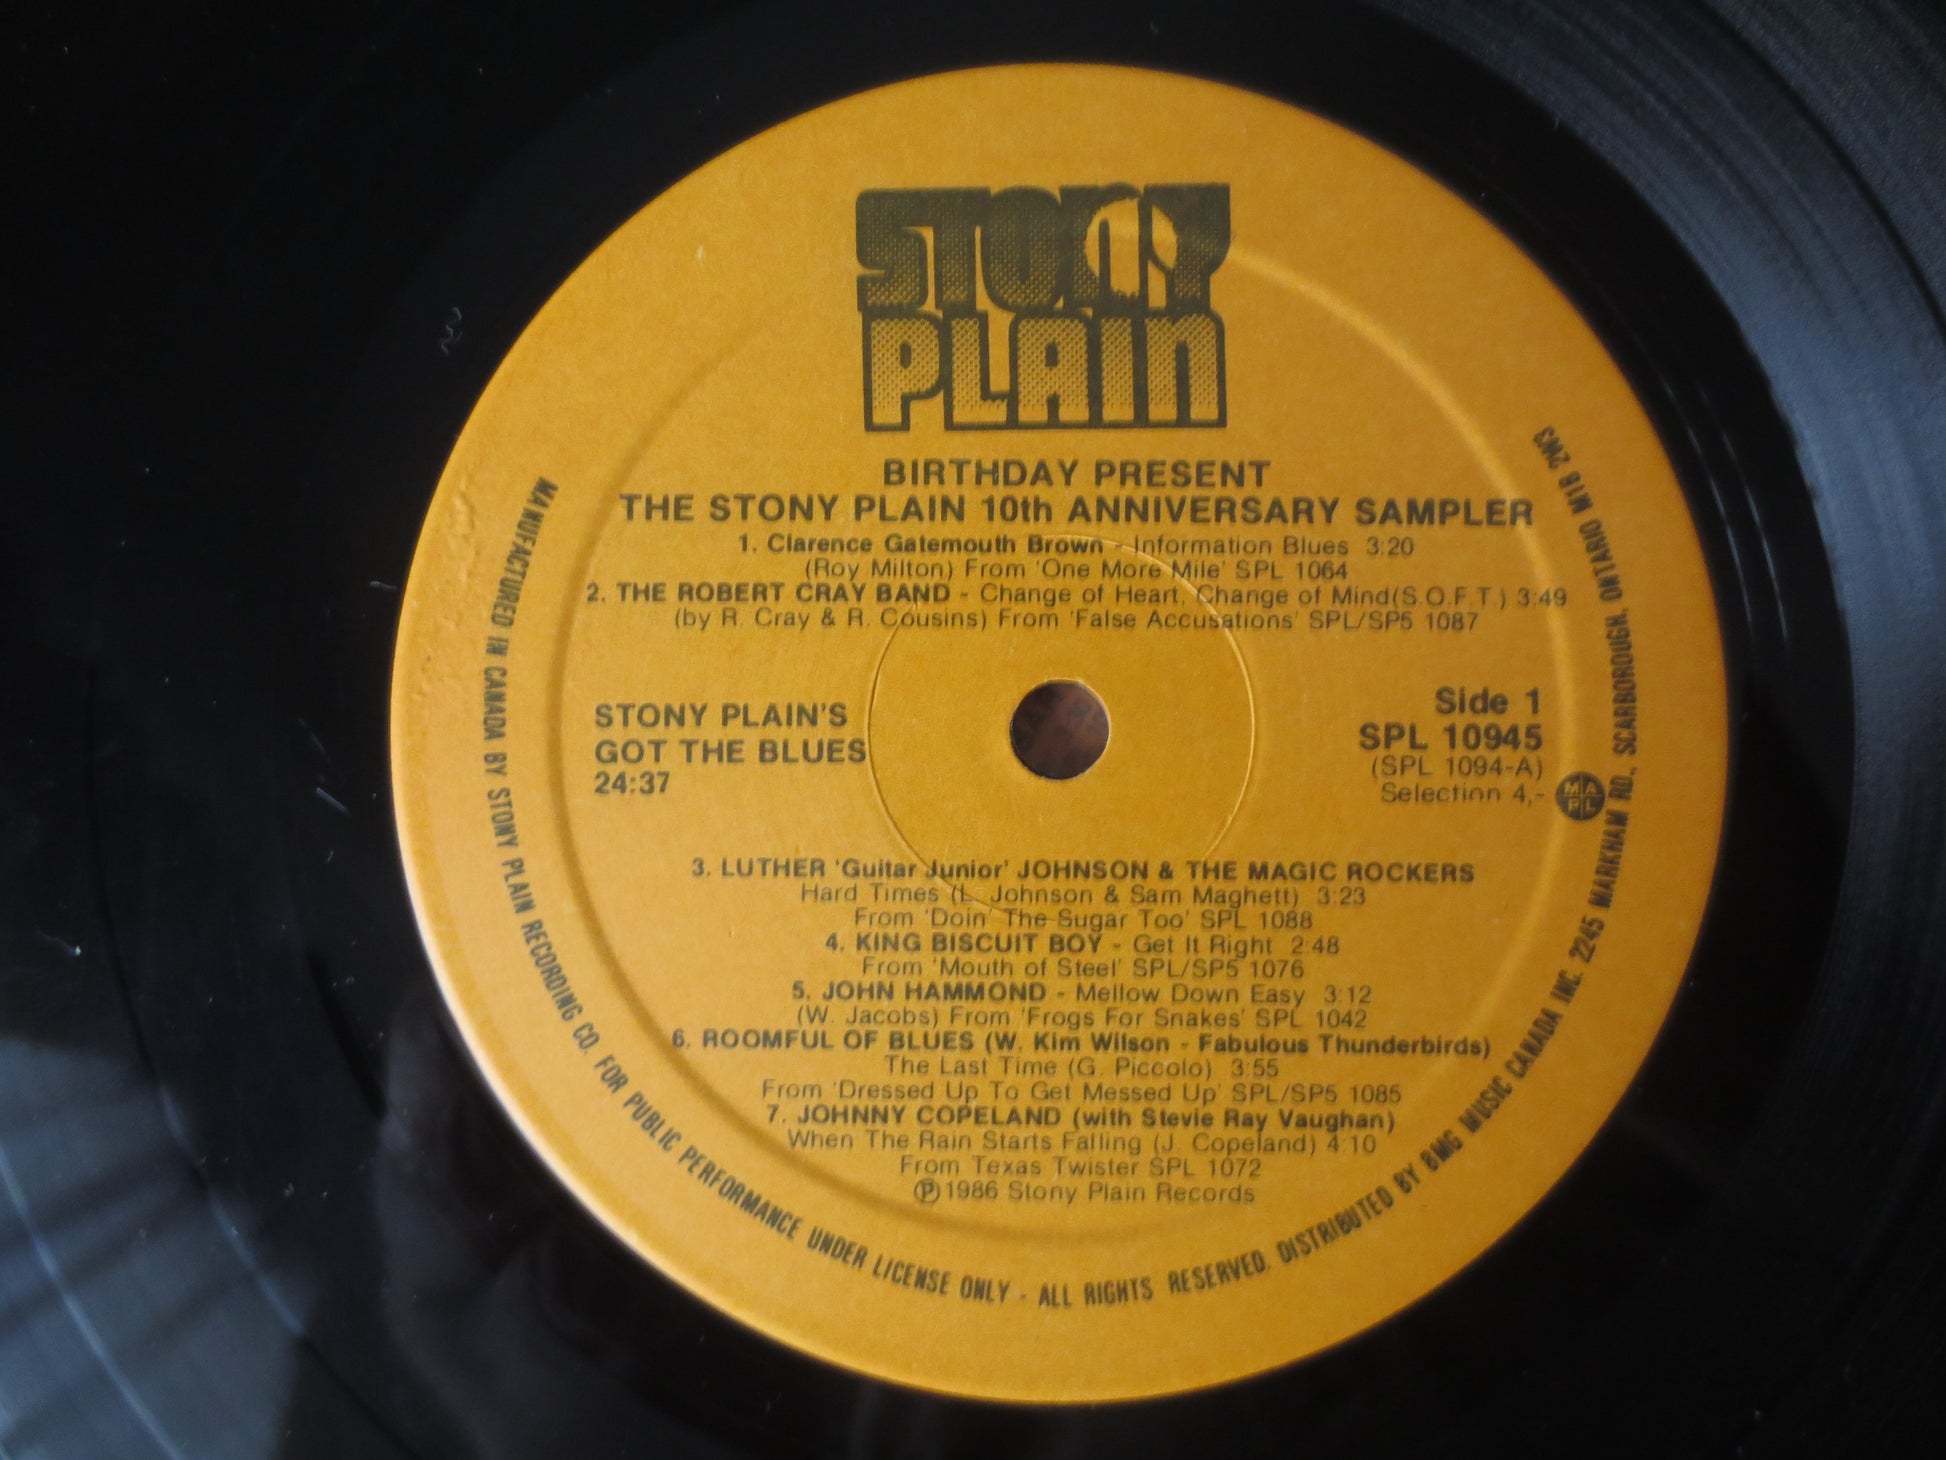 STONY
PLAIN
BIRTHDAY PRESENT
THE STONY PLAIN 10th ANNIVERSARY SAMPLER
1. Clarence Gatemouth Brown - Information Blues 3:20
(Roy Milton) From 'One More Mile' SPL 1064
2. THE ROBERT CRAY BAND - Change of Heart, Change of Mind(S.O.F.T.) 3:49
(by R. Cray & R. Cousins) From 'False Accusations' SPL/SP5 1087
STONY PLAIN'S
GOT THE BLUES
24:37
Side 1
SPL 10945
(SPL 1094-A)
Selection 4,-
MA
PL
3. LUTHER 'Guitar Junior' JOHNSON & THE MAGIC ROCKERS
Hard Times (L. Johnson & Sam Maghett) 3:23
From 'Doin' The Sugar Too' SPL 1088
4. KING BISCUIT BOY - Get It Right 2:48
From 'Mouth of Steel' SPL/SP5 1076
5. JOHN HAMMOND - Mellow Down Easy 3:12
(W. Jacobs) From 'Frogs For Snakes' SPL 1042
6. ROOMFUL OF BLUES (W. Kim Wilson - Fabulous Thunderbirds)
The Last Time (G. Piccolo) 3:55
From 'Dressed Up To Get Messed Up' SPL/SP5 1085
7. JOHNNY COPELAND (with Stevie Ray Vaughan)
When The Rain Starts Falling (J. Copeland) 4:10
From Texas Twister SPL 1072
℗1986 Stony Plain Records
MANUFACTURED IN CANADA BY STONY PLAIN RECORDING CO. FOR PUBLIC PERFORMANCE UNDER LICENSE ONLY - ALL RIGHTS RESERVED. DISTRIBUTED BY BMG MUSIC CANADA INC. 2245 MARKHAM RD., SCARBOROUGH, ONTARIO M1B 2W3